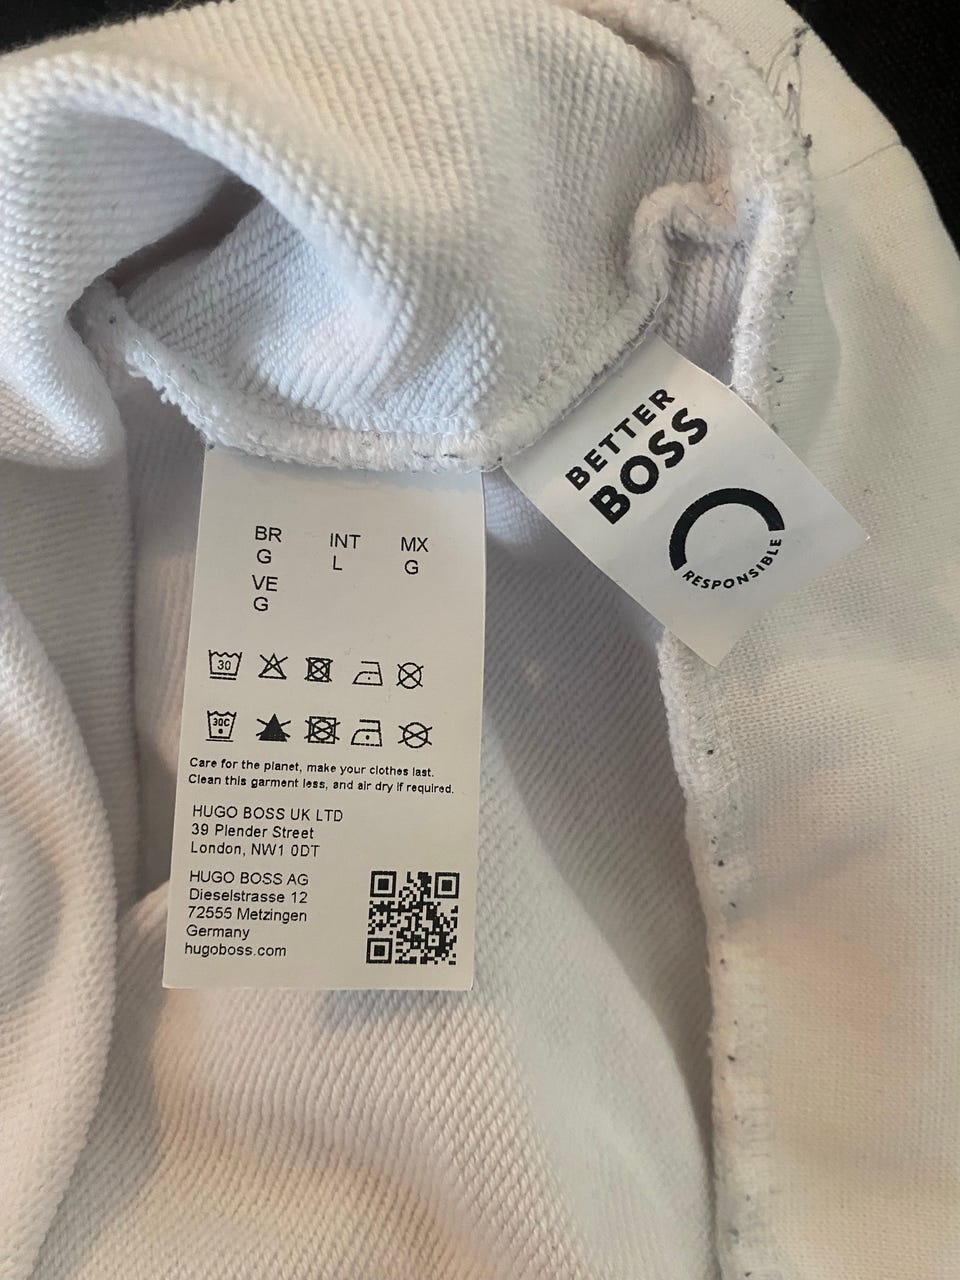 BETTER
BOSS
RESPONSIBLE
BR INT MX
G L G
VE
G
30
30C
Care for the planet, make your clothes last.
Clean this garment less, and air dry if required.
HUGO BOSS UK LTD
39 Plender Street
London, NW1 0DT
HUGO BOSS AG
Dieselstrasse 12
72555 Metzingen
Germany
hugoboss.com